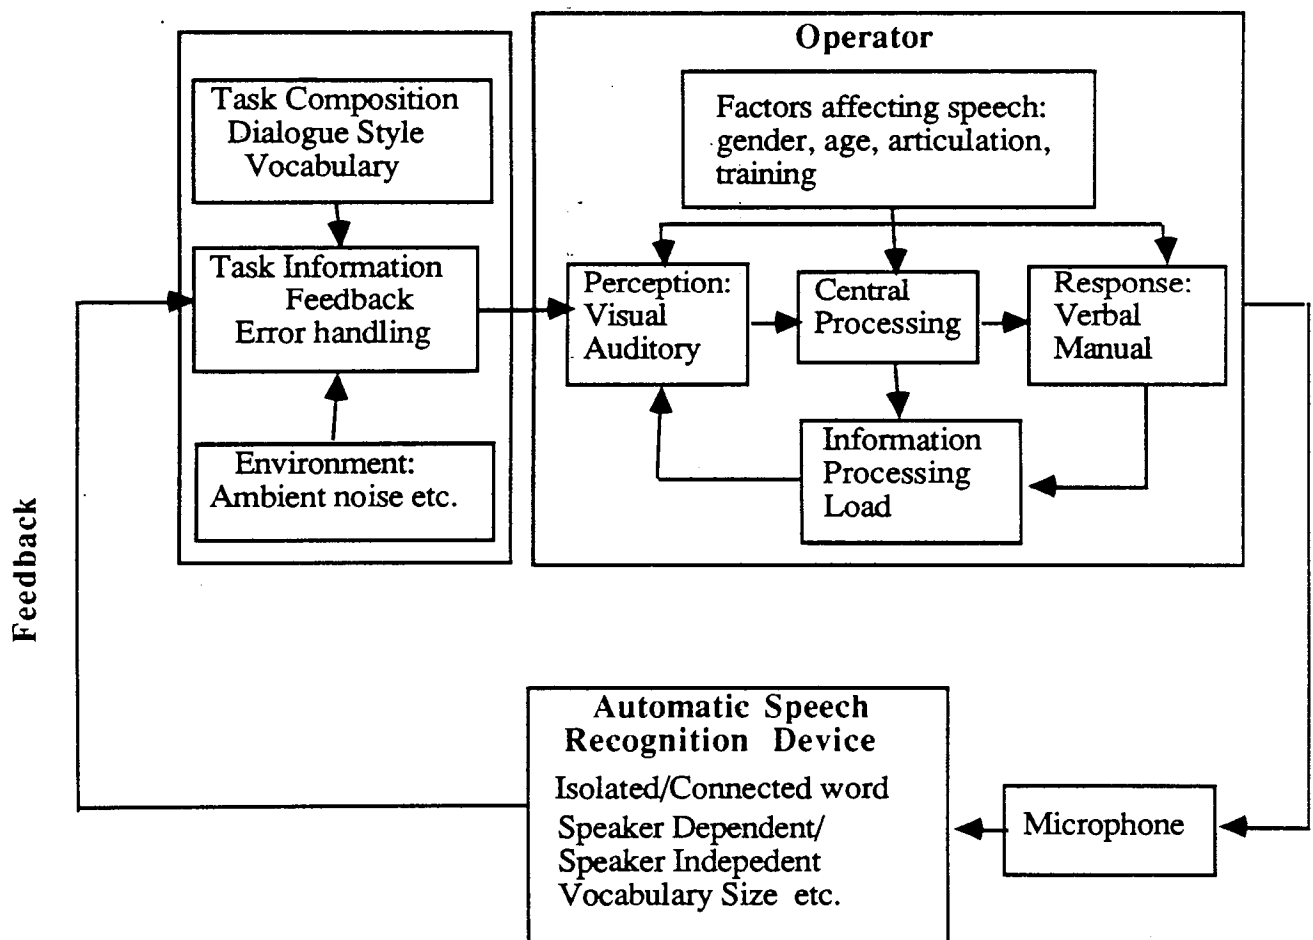 Operator
Task Composition
Dialogue Style
Vocabulary
Factors affecting speech:
gender, age, articulation,
training
Task Information
Feedback
Error handling
Perception:
Visual
Auditory
Central
Processing
Response:
Verbal
Manual
Environment:
Ambient noise etc.
Information
Processing
Load
Feedback
Automatic Speech
Recognition Device
Isolated/Connected word
Speaker Dependent/
Speaker Indepedent
Vocabulary Size etc.
Microphone